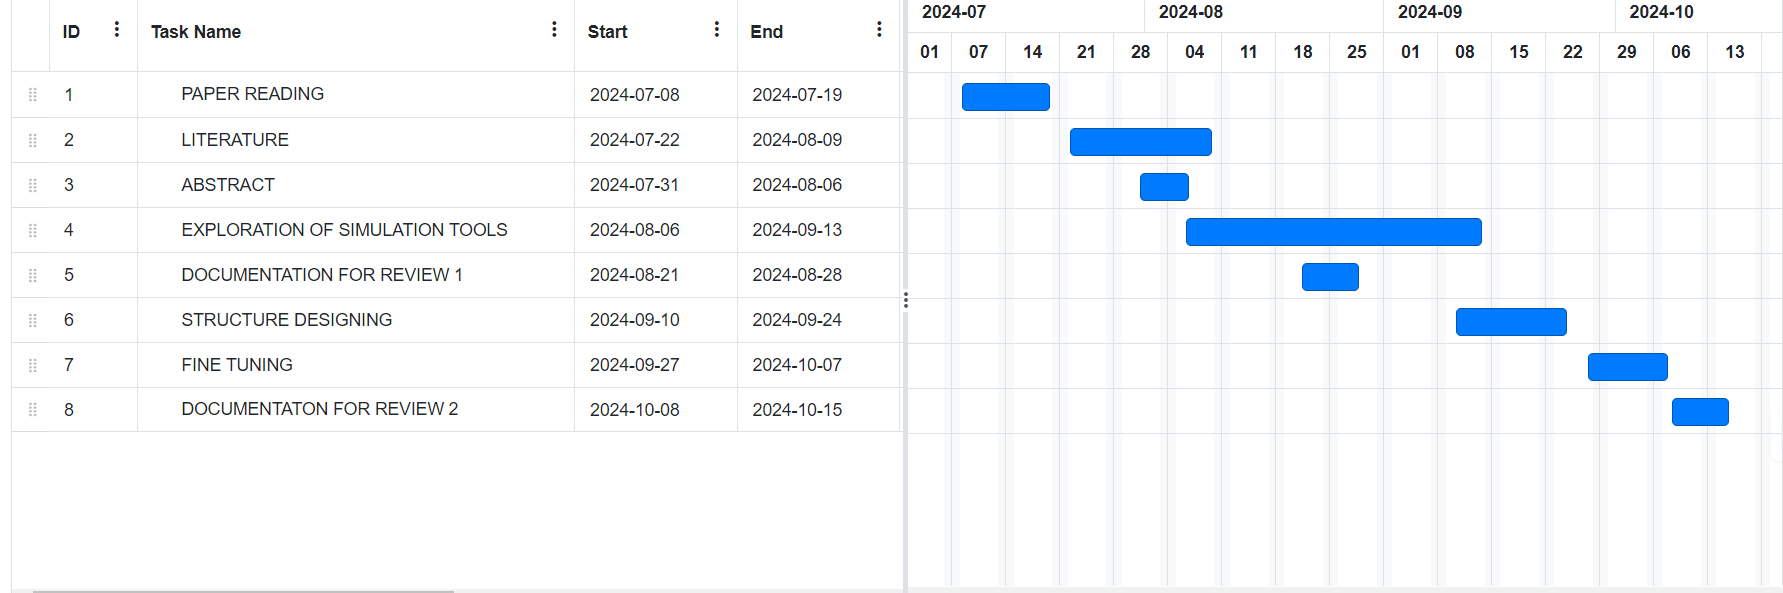 ID Task Name Start End
1 PAPER READING 2024-07-08 2024-07-19
2 LITERATURE 2024-07-22 2024-08-09
3 ABSTRACT 2024-07-31 2024-08-06
4 EXPLORATION OF SIMULATION TOOLS 2024-08-06 2024-09-13
5 DOCUMENTATION FOR REVIEW 1 2024-08-21 2024-08-28
6 STRUCTURE DESIGNING 2024-09-10 2024-09-24
7 FINE TUNING 2024-09-27 2024-10-07
8 DOCUMENTATON FOR REVIEW 2 2024-10-08 2024-10-15
2024-07 2024-08 2024-09 2024-10
01 07 14 21 28 04 11 18 25 01 08 15 22 29 06 13